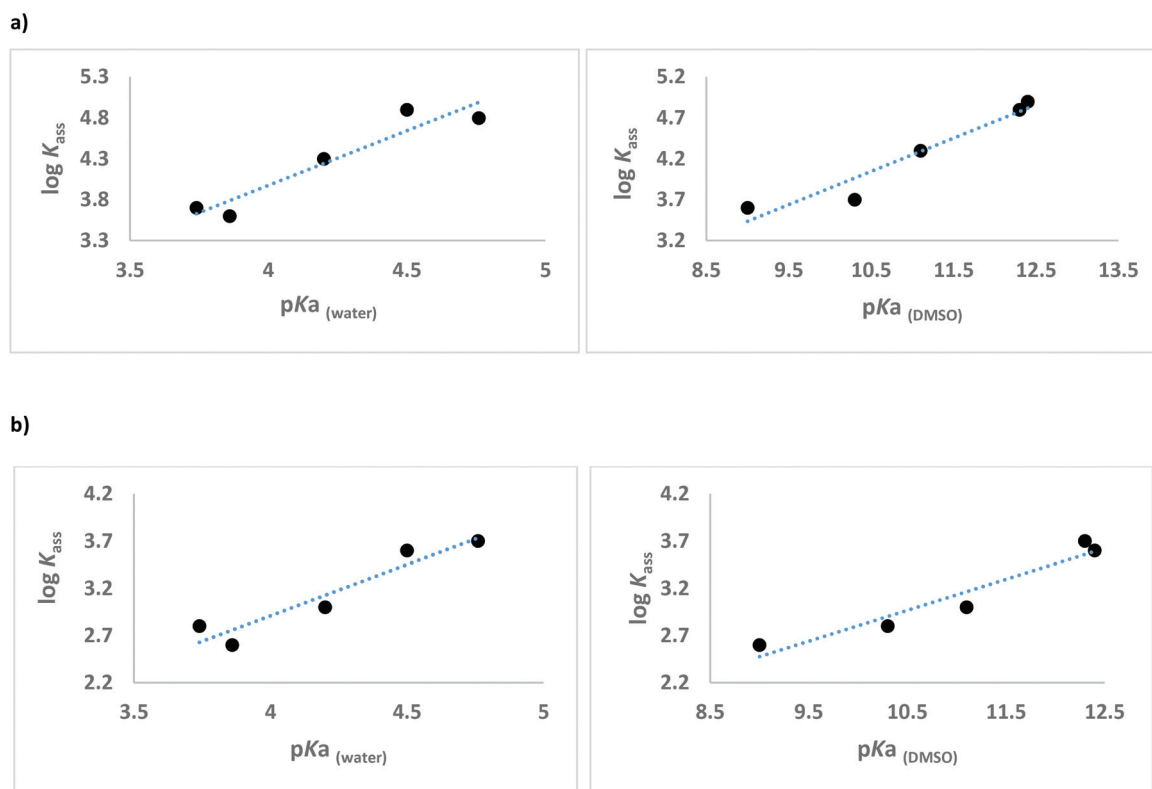 a)
5.3
4.8
4.3
3.8
3.3
log Kass
3.5 4 4.5 5
pKa (water)
5.2
4.7
4.2
3.7
3.2
log Kass
8.5 9.5 10.5 11.5 12.5 13.5
pKa (DMSO)
b)
4.2
3.7
3.2
2.7
2.2
log Kass
3.5 4 4.5 5
pKa (water)
4.2
3.7
3.2
2.7
2.2
log Kass
8.5 9.5 10.5 11.5 12.5
pKa (DMSO)